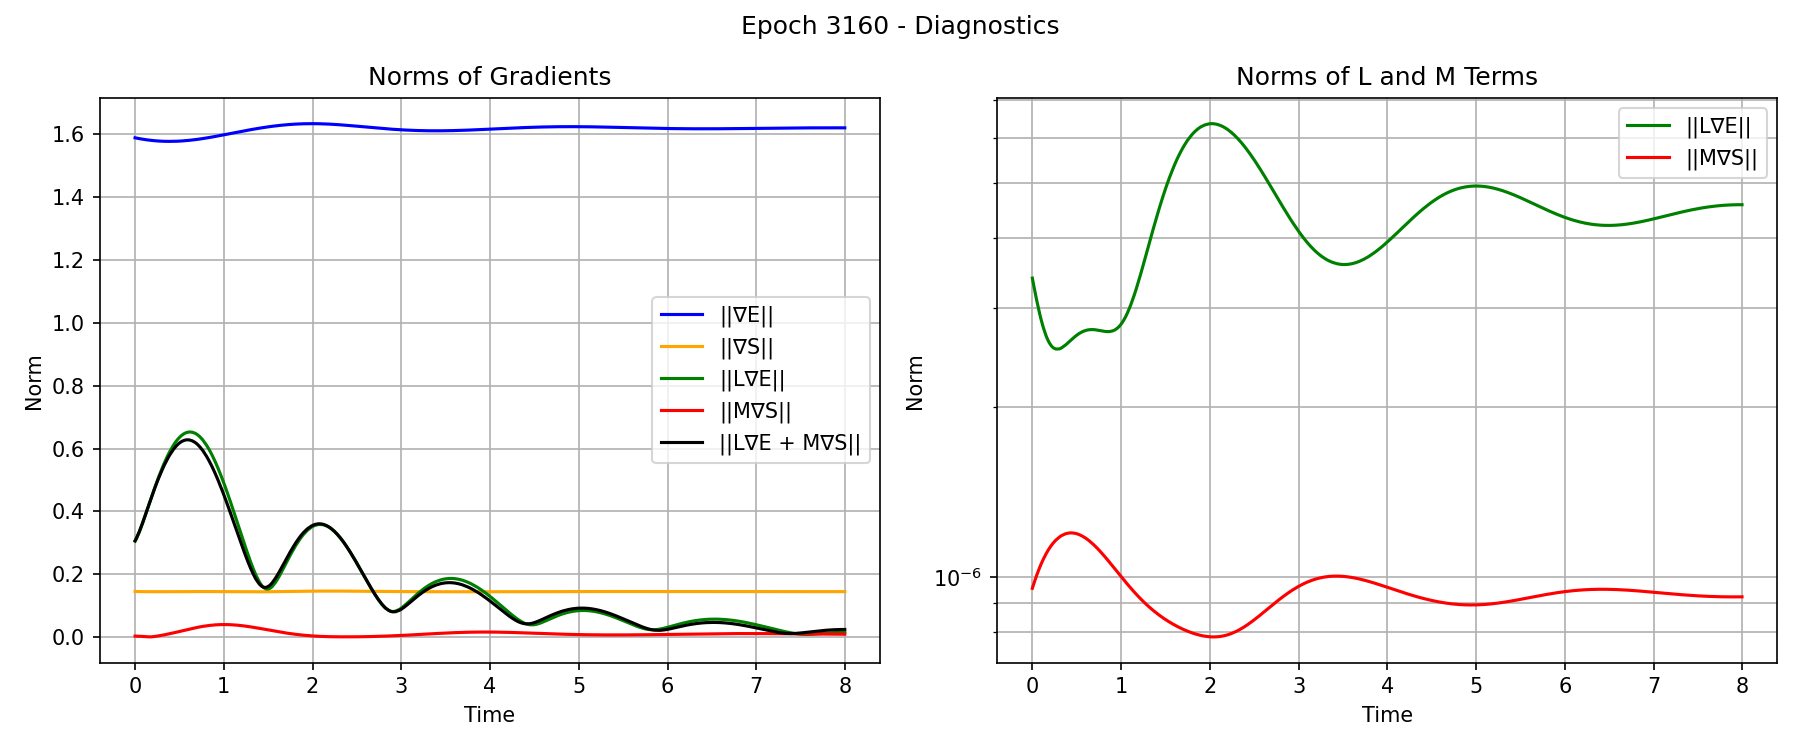 Epoch 3160 - Diagnostics
Norms of Gradients
Norm
1.6
1.4
1.2
1.0
0.8
0.6
0.4
0.2
0.0
||∇E||
||∇S||
||L∇E||
||M∇S||
||L∇E + M∇S||
0 1 2 3 4 5 6 7 8
Time
Norms of L and M Terms
Norm
10⁻⁶
||L∇E||
||M∇S||
0 1 2 3 4 5 6 7 8
Time